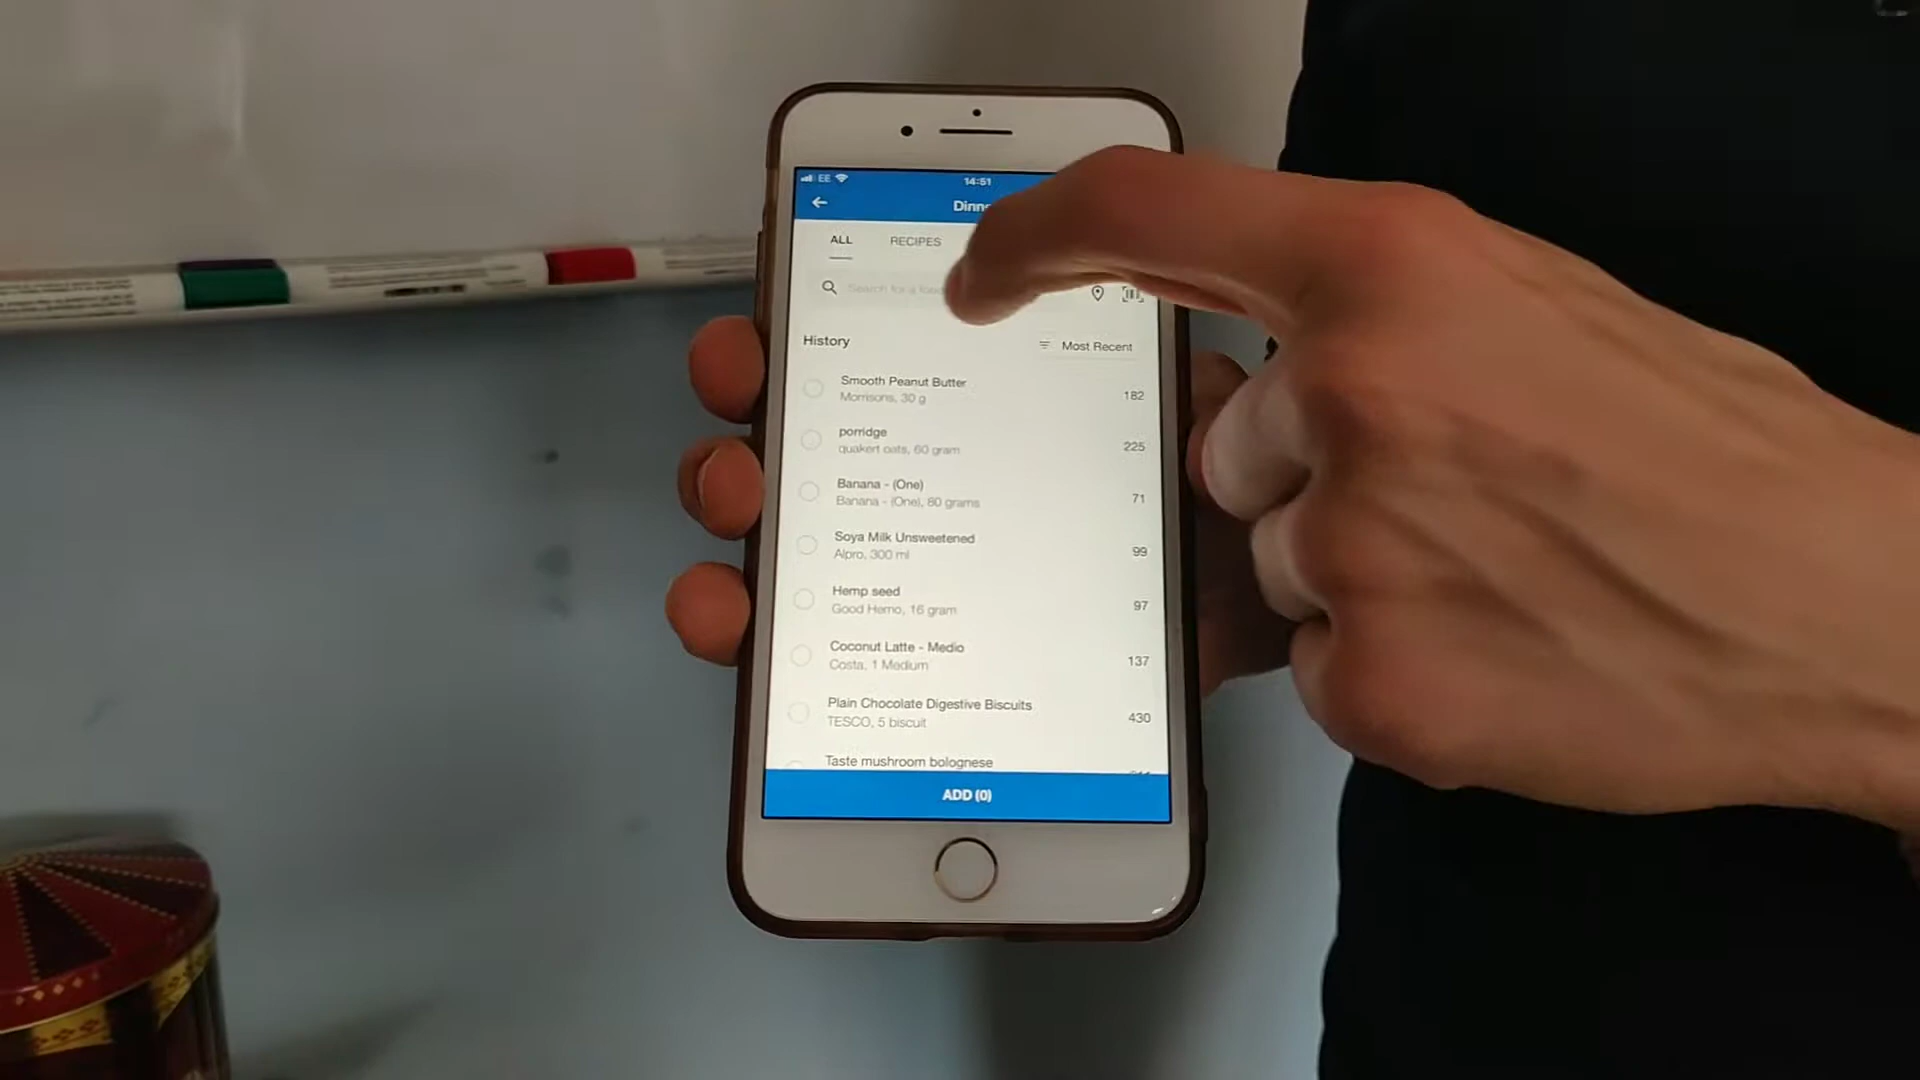 EE
14:51
ALL
RECIPES
Search for a
History
Most Recent
Smooth Peanut Butter
Morrisons, 30 g
182
porridge
quakert oats, 60 gram
225
Banana - (One)
Banana - (One), 80 grams
71
Soya Milk Unsweetened
Alpro, 300 ml
99
Hemp seed
Good Hemo, 16 gram
97
Coconut Latte - Medio
Costa, 1 Medium
137
Plain Chocolate Digestive Biscuits
TESCO, 5 biscuit
430
Taste mushroom bolognese
ADD (0)